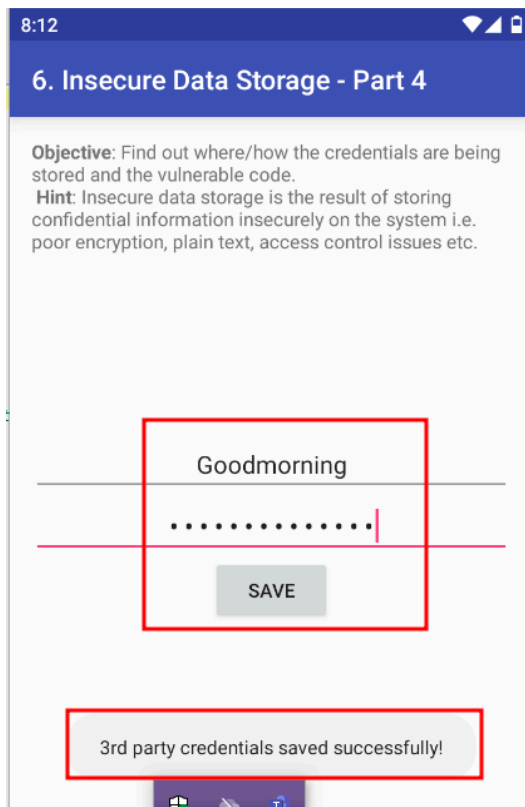 8:12
6. Insecure Data Storage - Part 4
Objective: Find out where/how the credentials are being
stored and the vulnerable code.
Hint: Insecure data storage is the result of storing
confidential information insecurely on the system i.e.
poor encryption, plain text, access control issues etc.
Goodmorning
••••••••••••••
SAVE
3rd party credentials saved successfully!